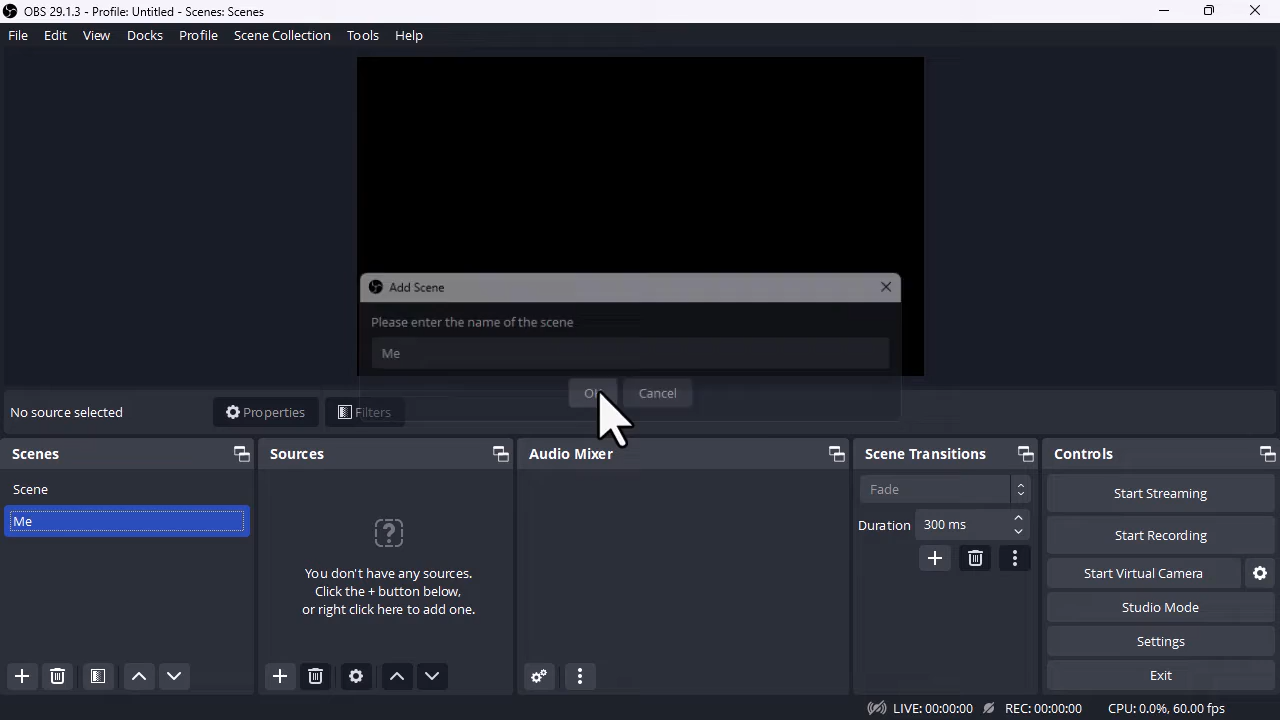 OBS 29.1.3 - Profile: Untitled - Scenes: Scenes
File Edit View Docks Profile Scene Collection Tools Help
Add Scene
Please enter the name of the scene
Me
Cancel
No source selected Properties Filters
Scenes Sources Audio Mixer Scene Transitions Controls
Scene
Me
You don't have any sources.
Click the + button below,
or right click here to add one.
Fade
Duration 300 ms
Start Streaming
Start Recording
Start Virtual Camera
Studio Mode
Settings
Exit
LIVE: 00:00:00 REC: 00:00:00 CPU: 0.0%, 60.00 fps